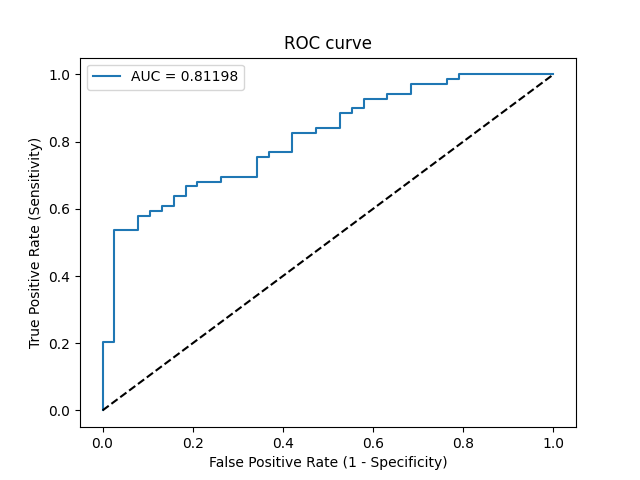 ROC curve
AUC = 0.81198
True Positive Rate (Sensitivity)
1.0
0.8
0.6
0.4
0.2
0.0
0.0 0.2 0.4 0.6 0.8 1.0
False Positive Rate (1 - Specificity)